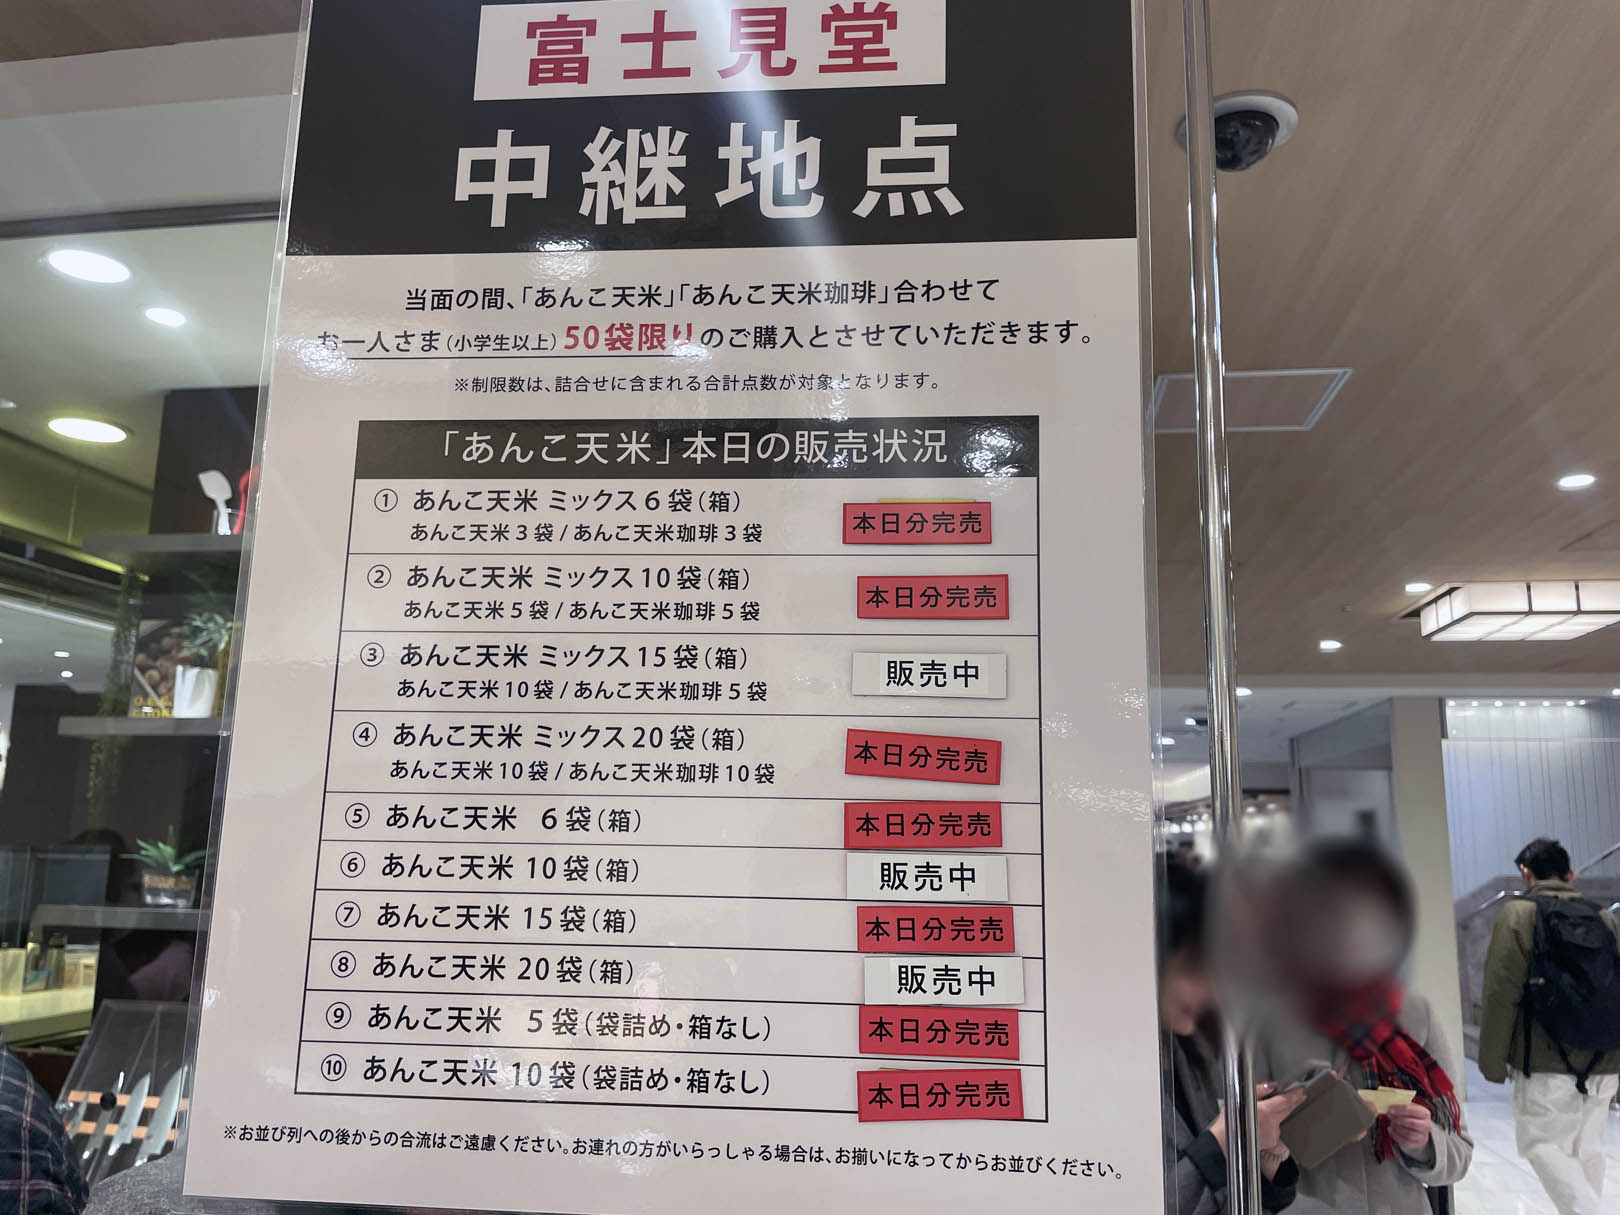 富士見堂
中継地点
当面の間、「あんこ天米」「あんこ天米珈琲」合わせて
お一人さま(小学生以上)50袋限りのご購入とさせていただきます。
※制限数は、詰合せに含まれる合計点数が対象となります。
「あんこ天米」本日の販売状況
① あんこ天米 ミックス6袋(箱) 本日分完売
あんこ天米3袋/あんこ天米珈琲3袋
② あんこ天米 ミックス10袋(箱) 本日分完売
あんこ天米5袋/あんこ天米珈琲5袋
③ あんこ天米 ミックス15袋(箱) 販売中
あんこ天米10袋/あんこ天米珈琲5袋
④ あんこ天米 ミックス20袋(箱) 本日分完売
あんこ天米10袋/あんこ天米珈琲10袋
⑤ あんこ天米 6袋(箱) 本日分完売
⑥ あんこ天米 10袋(箱) 販売中
⑦ あんこ天米 15袋(箱) 本日分完売
⑧ あんこ天米 20袋(箱) 販売中
⑨ あんこ天米 5袋(袋詰め・箱なし) 本日分完売
⑩ あんこ天米 10袋(袋詰め・箱なし) 本日分完売
※お並び列への後からの合流はご遠慮ください。お連れの方がいらっしゃる場合は、お揃いになってからお並びください。